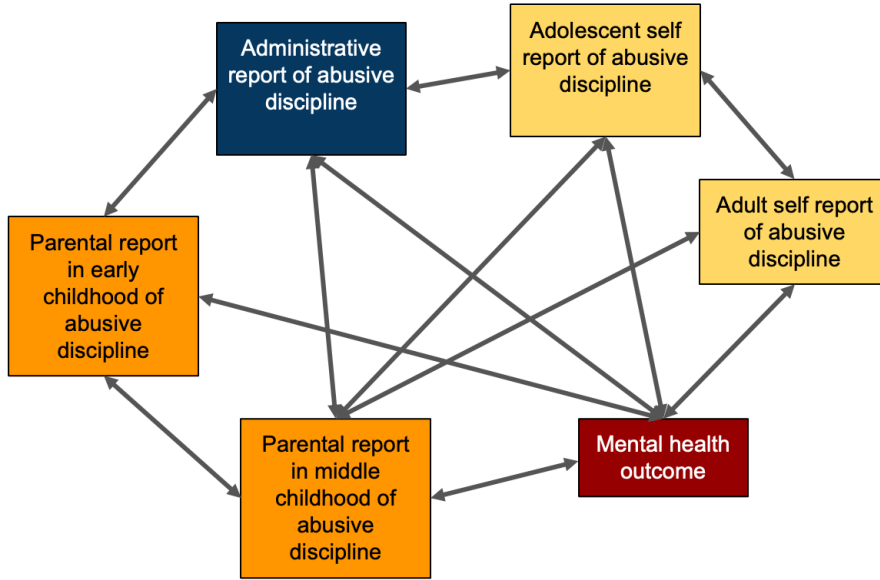 Administrative
report of abusive
discipline
Adolescent self
report of abusive
discipline
Adult self report
of abusive
discipline
Parental report
in early
childhood of
abusive
discipline
Parental report
in middle
childhood of
abusive
discipline
Mental health
outcome